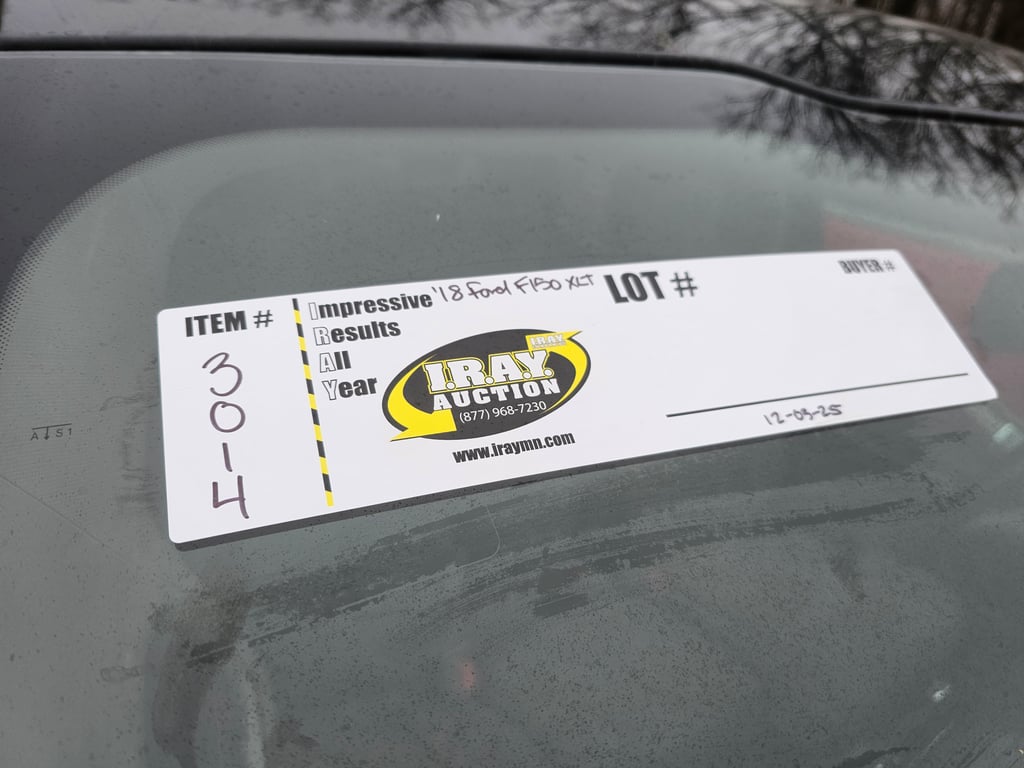 ITEM #
3
0
1
4
Impressive
Results
All
Year
'18 Ford F150 XLT
I.R.A.Y.
I.R.A.Y.
AUCTION
(877) 968-7230
www.iraymn.com
LOT #
BUYER #
12-03-25
A↓S1